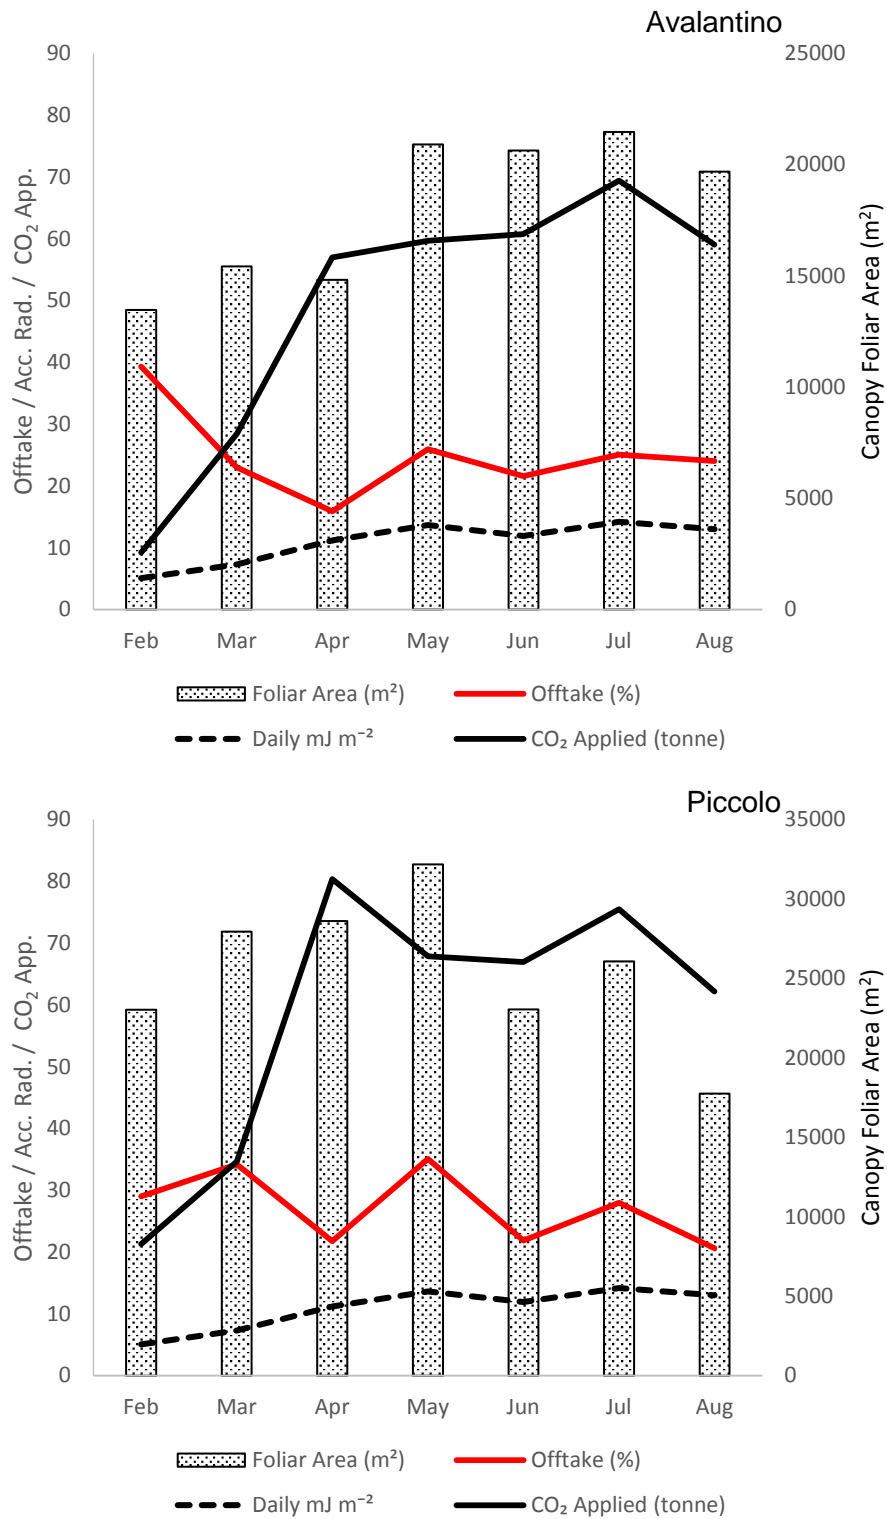 Avalantino
90
80
70
60
50
40
30
20
10
0
Offtake / Acc. Rad. / CO₂ App.
25000
20000
15000
10000
5000
0
Canopy Foliar Area (m²)
Feb Mar Apr May Jun Jul Aug
Foliar Area (m²) Offtake (%)
Daily mJ m⁻² CO₂ Applied (tonne)
Piccolo
90
80
70
60
50
40
30
20
10
0
Offtake / Acc. Rad. / CO₂ App.
35000
30000
25000
20000
15000
10000
5000
0
Canopy Foliar Area (m²)
Feb Mar Apr May Jun Jul Aug
Foliar Area (m²) Offtake (%)
Daily mJ m⁻² CO₂ Applied (tonne)